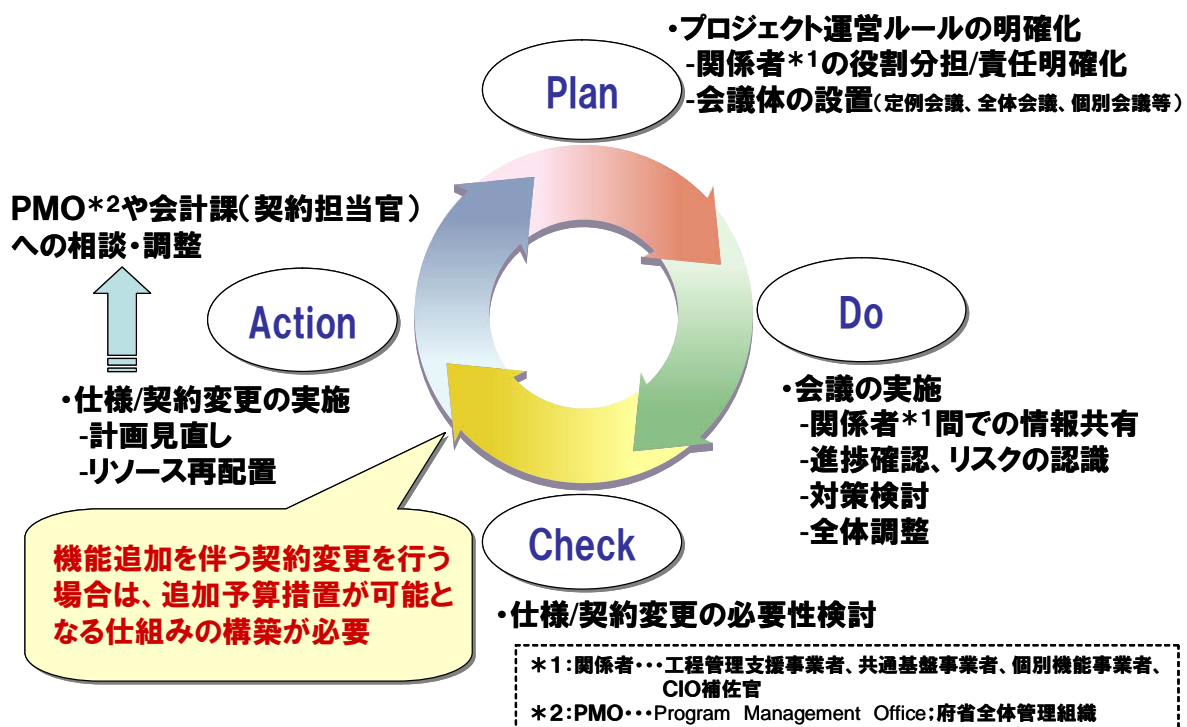 Plan
・プロジェクト運営ルールの明確化
-関係者*1の役割分担/責任明確化
-会議体の設置(定例会議、全体会議、個別会議等)
PMO*2や会計課(契約担当官)
への相談・調整
Action
・仕様/契約変更の実施
-計画見直し
-リソース再配置
Do
・会議の実施
-関係者*1間での情報共有
-進捗確認、リスクの認識
-対策検討
-全体調整
機能追加を伴う契約変更を行う
場合は、追加予算措置が可能と
なる仕組みの構築が必要
Check
・仕様/契約変更の必要性検討
*1:関係者・・・工程管理支援事業者、共通基盤事業者、個別機能事業者、
CIO補佐官
*2:PMO・・・Program Management Office;府省全体管理組織